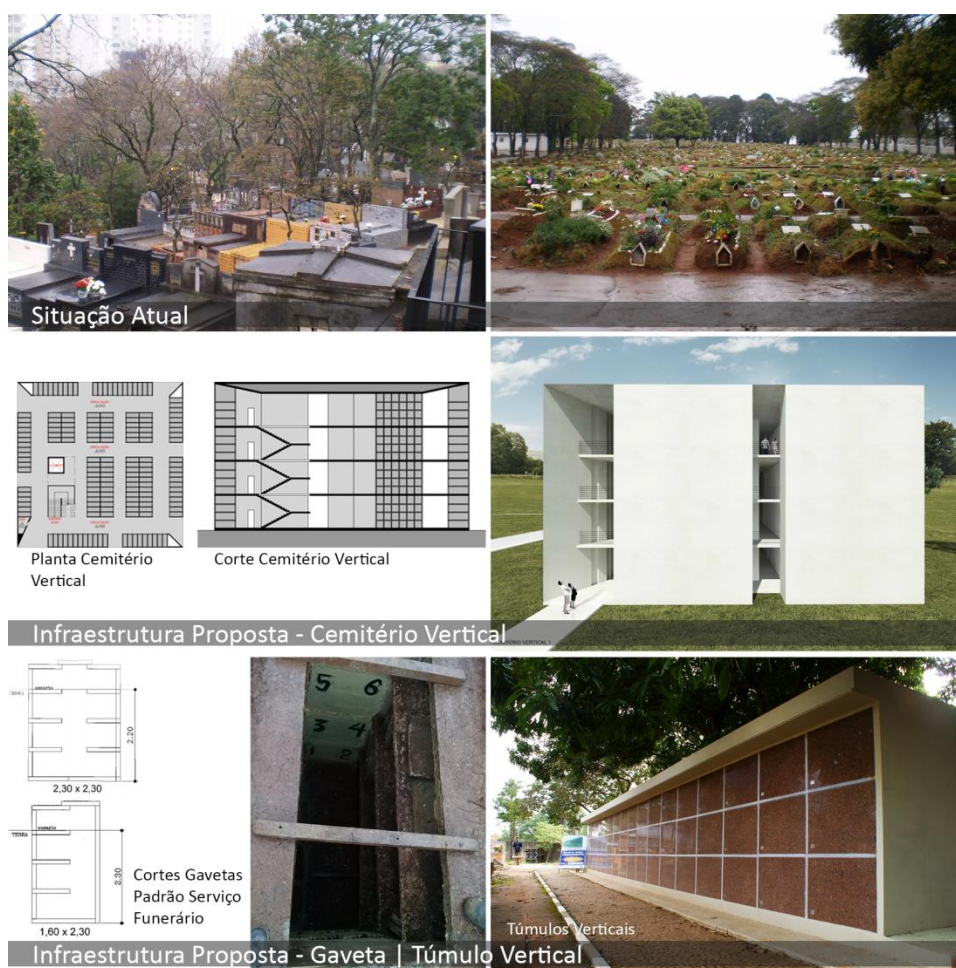 Situação Atual
Planta Cemitério
Vertical
Corte Cemitério Vertical
Infraestrutura Proposta - Cemitério Vertical
2.20
2,30 x 2,30
TERRA
2.30
1,60 x 2,30
Cortes Gavetas
Padrão Serviço
Funerário
5 6
3 4
1 2
Túmulos Verticais
Infraestrutura Proposta - Gaveta | Túmulo Vertical